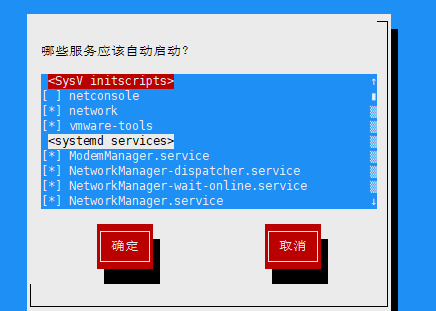 哪些服务应该自动启动？
<SysV initscripts>
[ ] netconsole
[*] network
[*] vmware-tools
<systemd services>
[*] ModemManager.service
[*] NetworkManager-dispatcher.service
[*] NetworkManager-wait-online.service
[*] NetworkManager.service
确定 取消